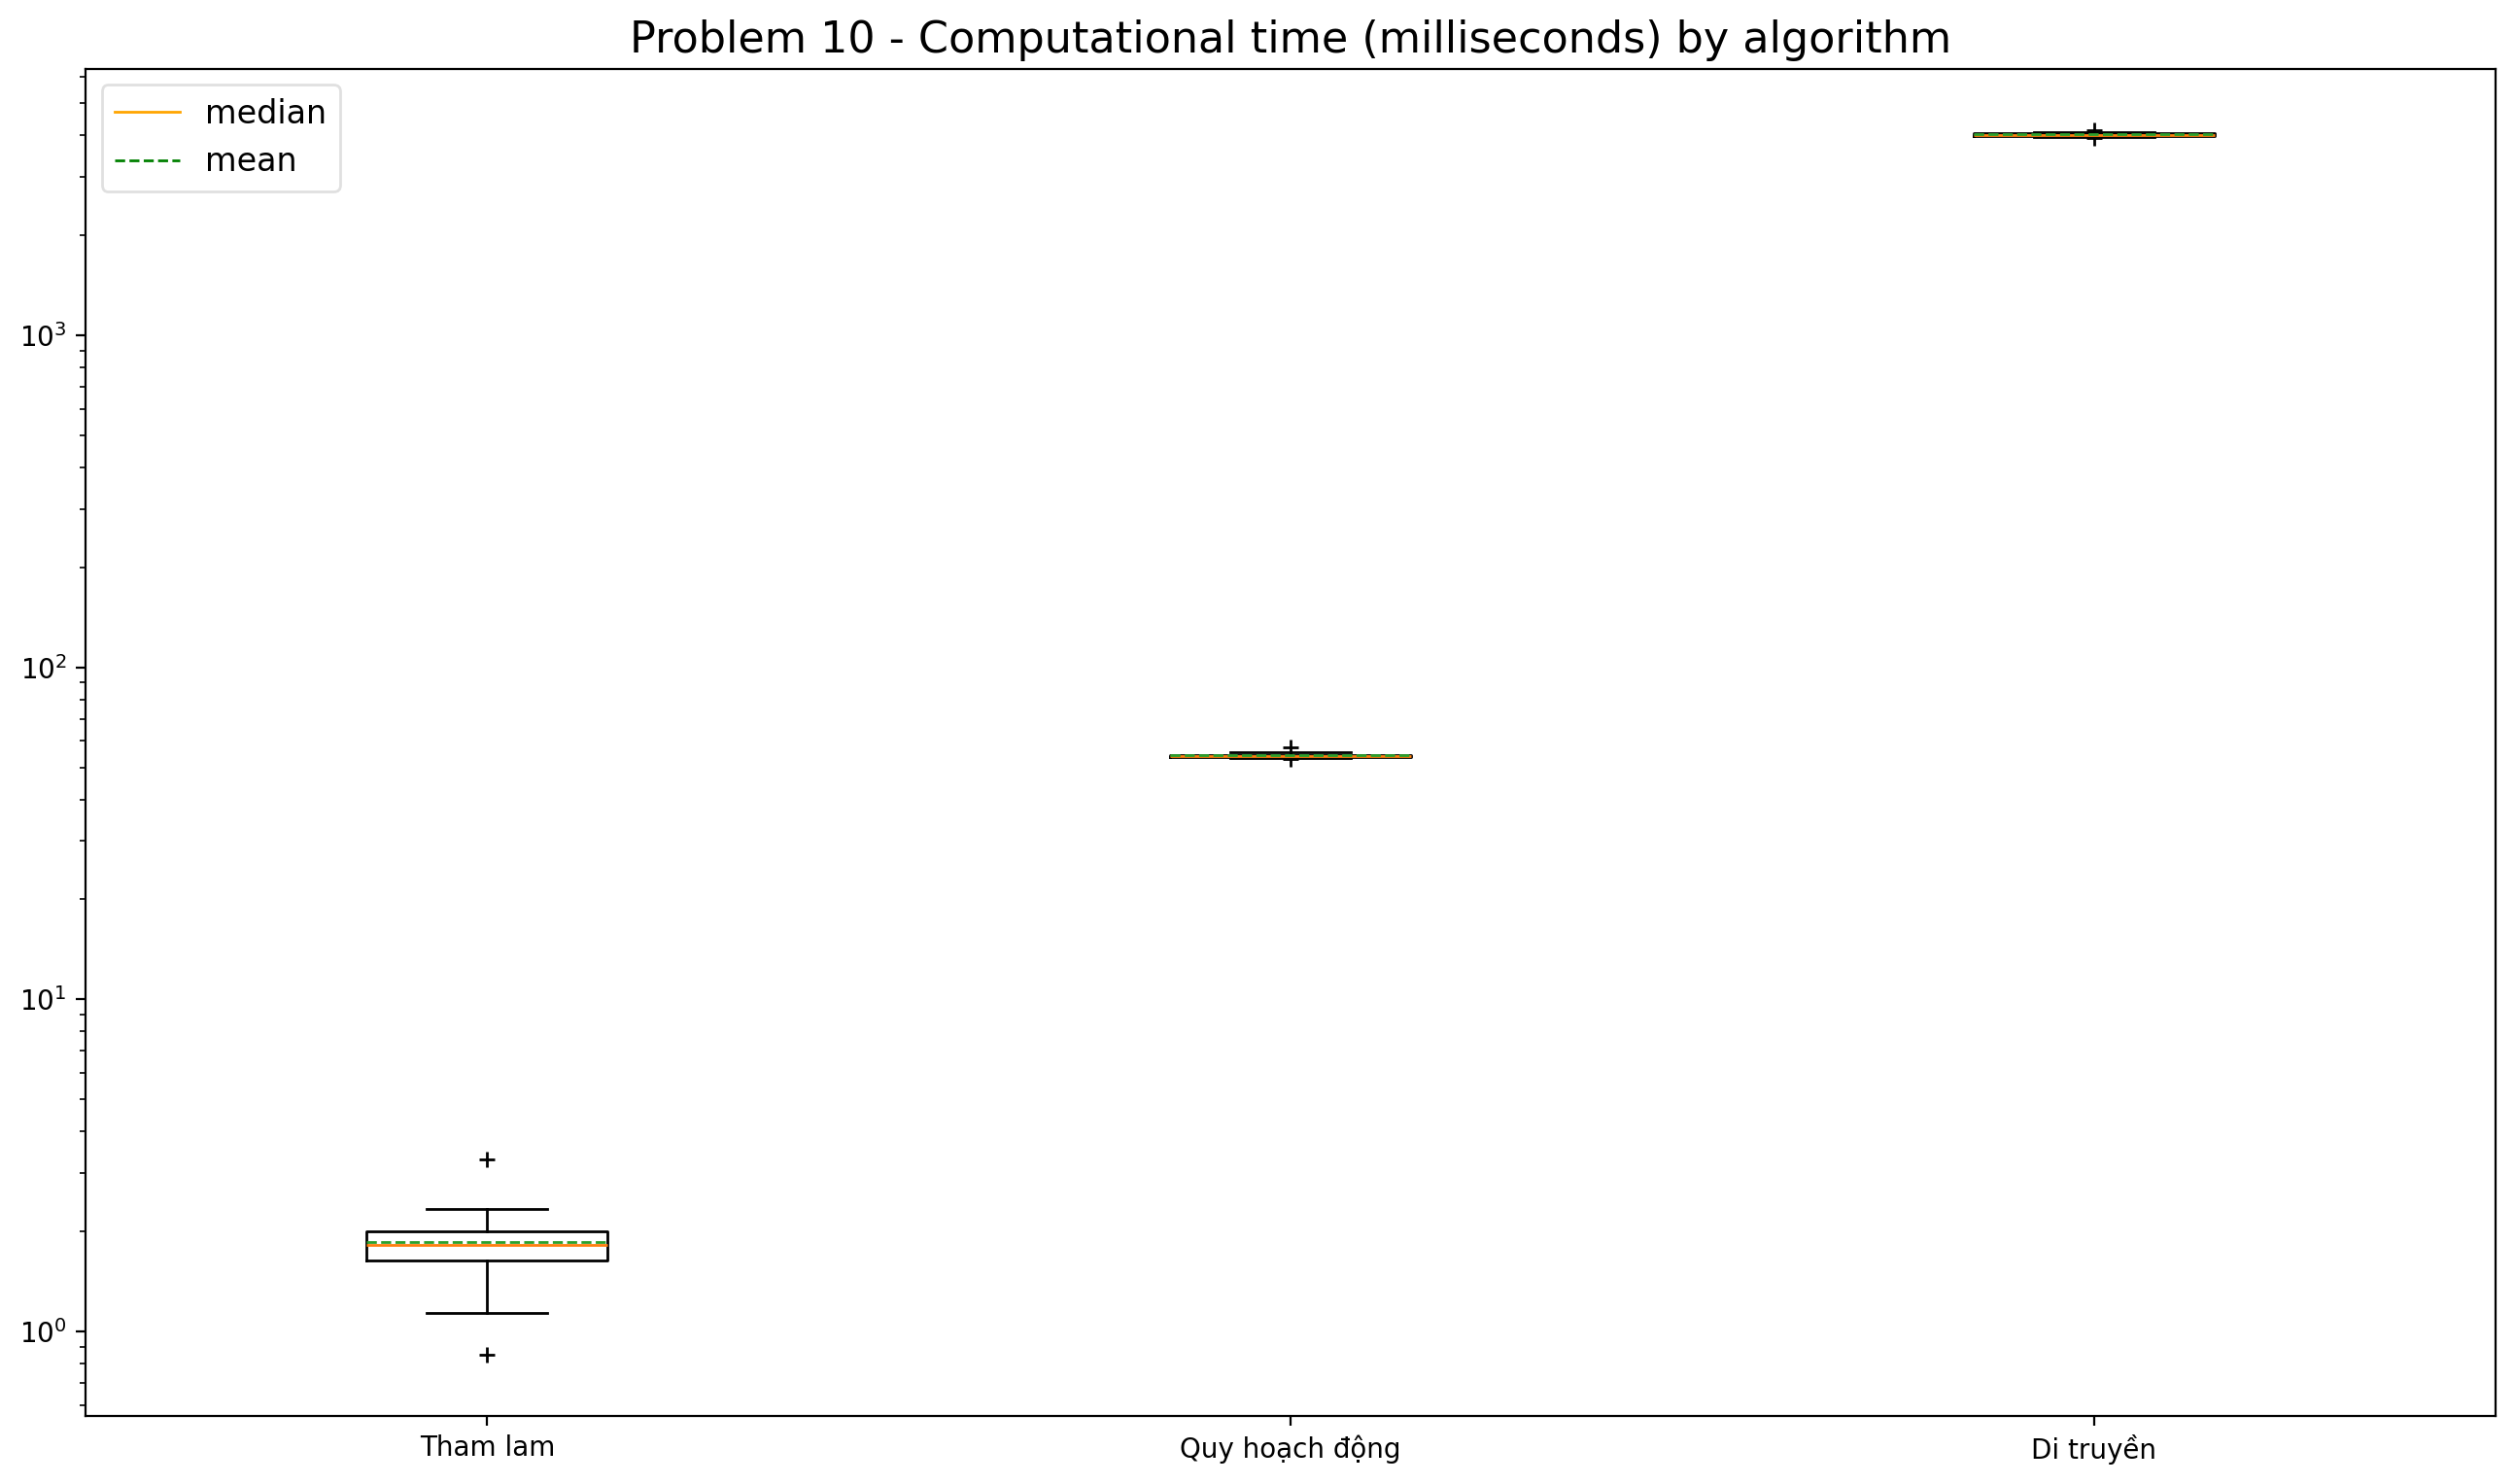 Problem 10 - Computational time (milliseconds) by algorithm
median
mean
10³
10²
10¹
10⁰
Tham lam
Quy hoạch động
Di truyền